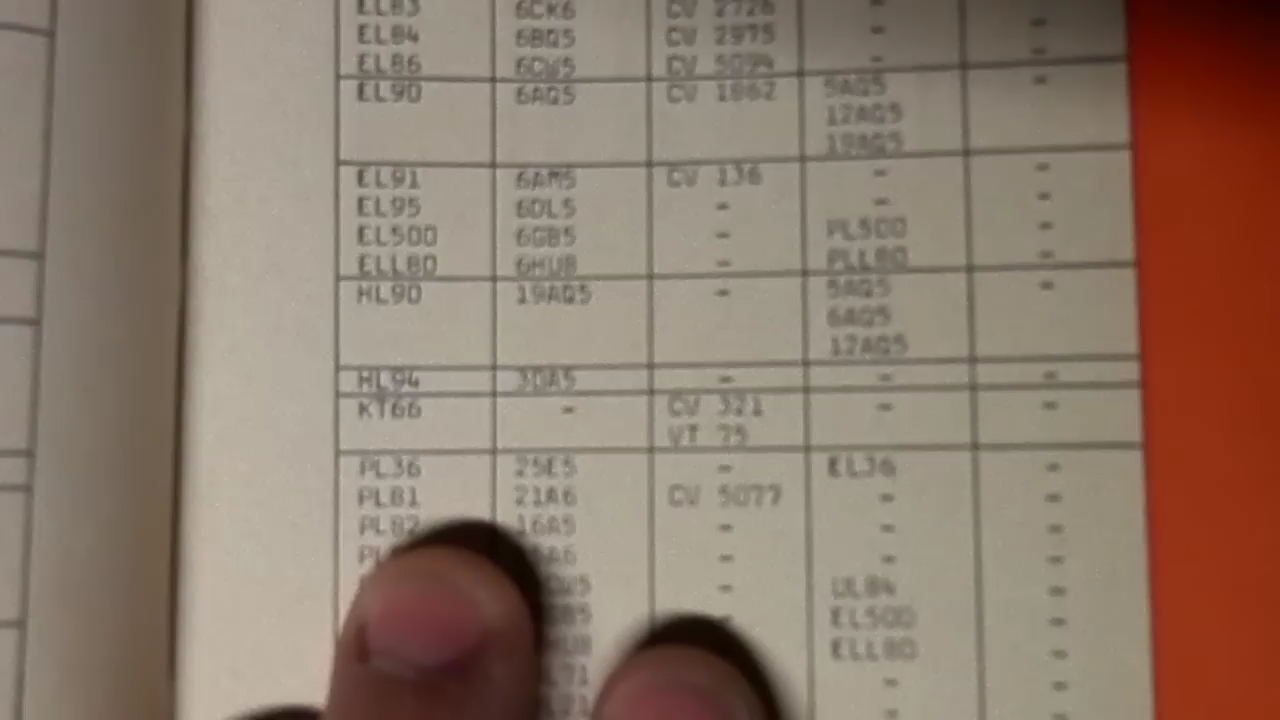 EL83 6CK6 CV 2726 -
EL84 6BQ5 CV 2975 - -
EL86 6CW5 CV 5094 - -
EL90 6AQ5 CV 1862 5AQ5 -
12AQ5
19AQ5
EL91 6AM5 CV 136 - -
EL95 6DL5 - - -
EL500 6GB5 - PL500 -
ELL80 6HU8 - PLL80 -
HL90 19AQ5 - 5AQ5 -
6AQ5
12AQ5
HL94 30A5 - - -
KT66 - CV 321 - -
VT 75
PL36 25E5 - EL36 -
PL81 21A6 CV 5077 - -
PL82 16A5 - - -
- - -
- UL84 -
EL500 -
ELL80 -
- -
- -